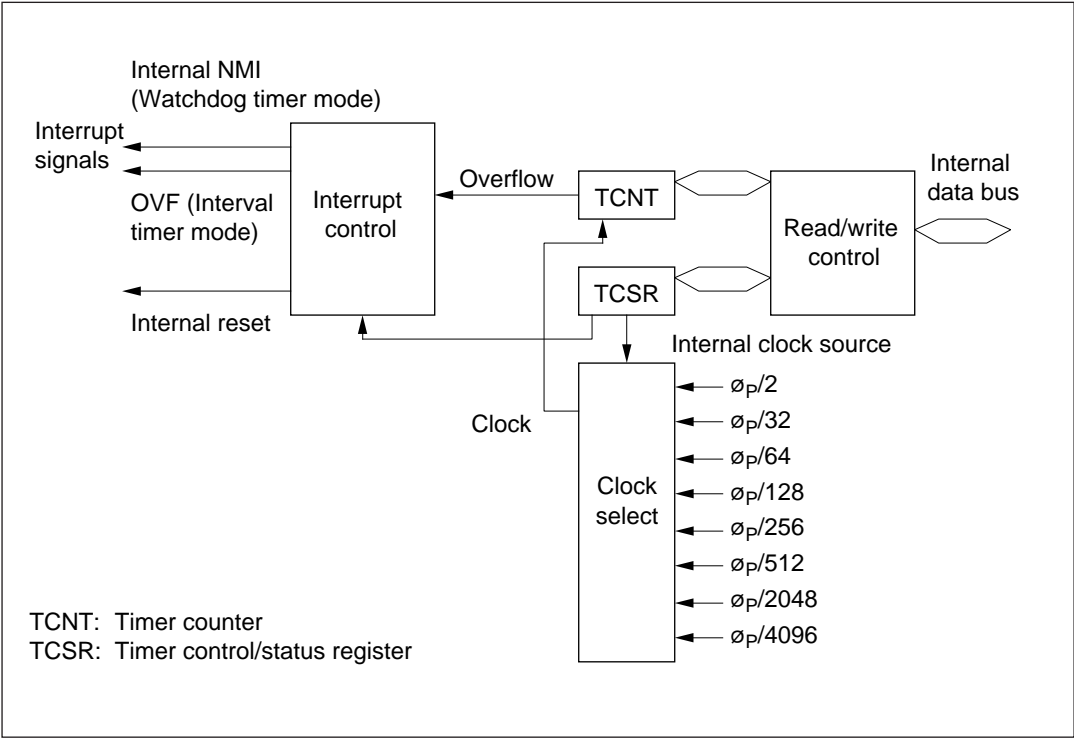 Internal NMI
(Watchdog timer mode)
Interrupt
signals
OVF (Interval
timer mode)
Internal reset
Interrupt
control
Overflow
TCNT
TCSR
Read/write
control
Internal
data bus
Internal clock source
Clock
Clock
select
øP/2
øP/32
øP/64
øP/128
øP/256
øP/512
øP/2048
øP/4096
TCNT: Timer counter
TCSR: Timer control/status register